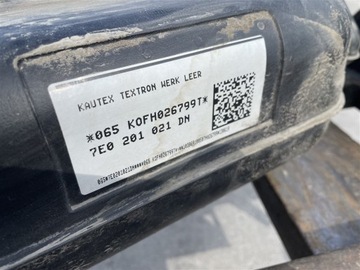 KAUTEX TEXTRON WERK LEER
*065 KOFH026799T*
7E0 201 021 DN